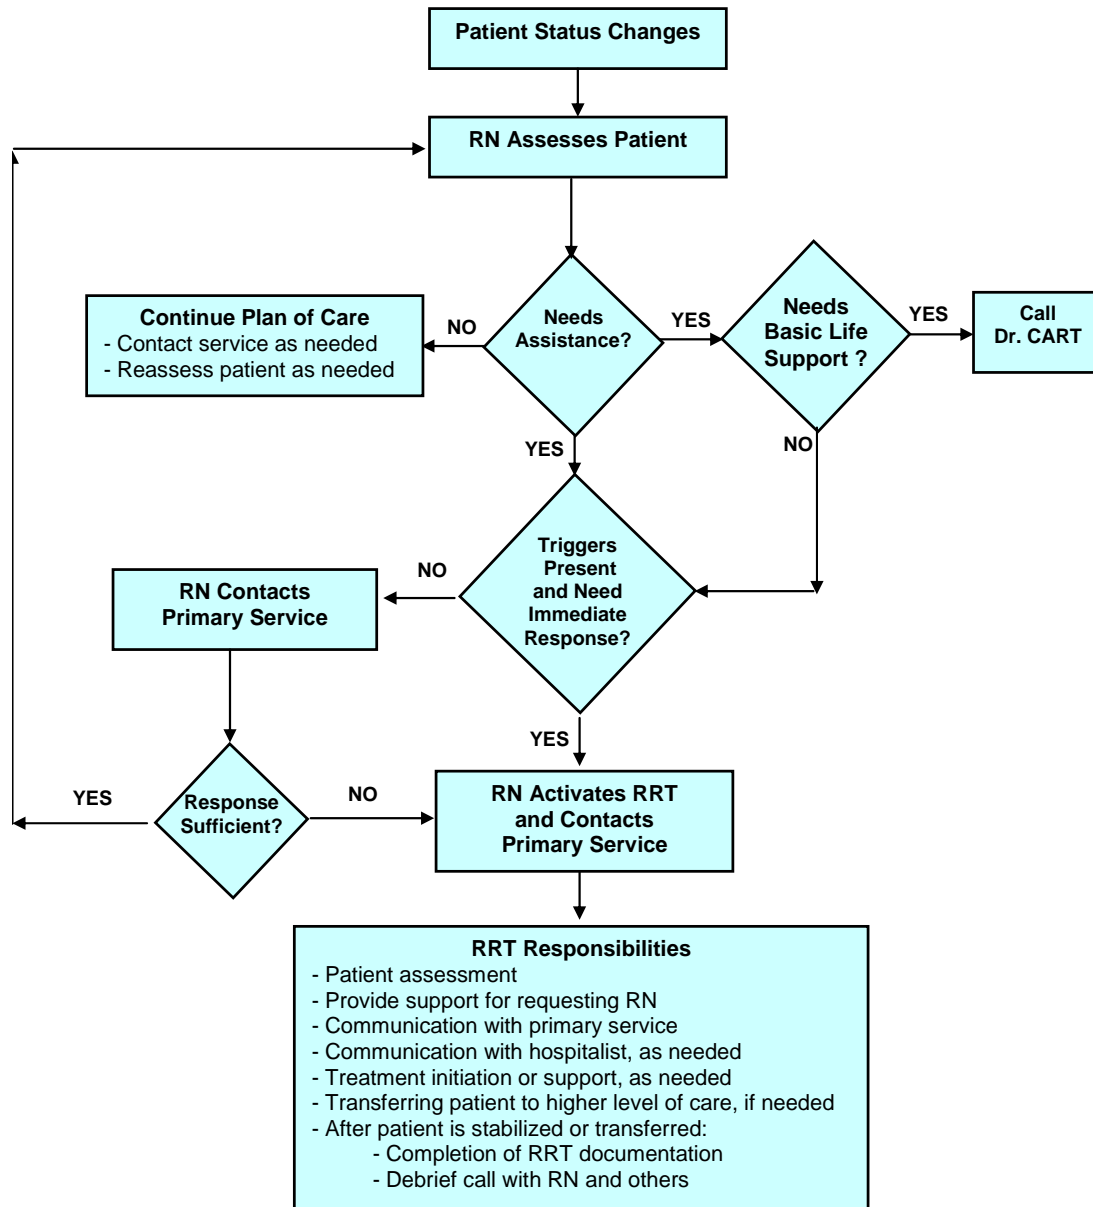 Patient Status Changes
RN Assesses Patient
Continue Plan of Care
- Contact service as needed
- Reassess patient as needed
NO
Needs
Assistance?
YES
Needs
Basic Life
Support ?
YES
Call
Dr. CART
YES
NO
Triggers
Present
and Need
Immediate
Response?
NO
RN Contacts
Primary Service
YES
YES
Response
Sufficient?
NO
RN Activates RRT
and Contacts
Primary Service
RRT Responsibilities
- Patient assessment
- Provide support for requesting RN
- Communication with primary service
- Communication with hospitalist, as needed
- Treatment initiation or support, as needed
- Transferring patient to higher level of care, if needed
- After patient is stabilized or transferred:
- Completion of RRT documentation
- Debrief call with RN and others